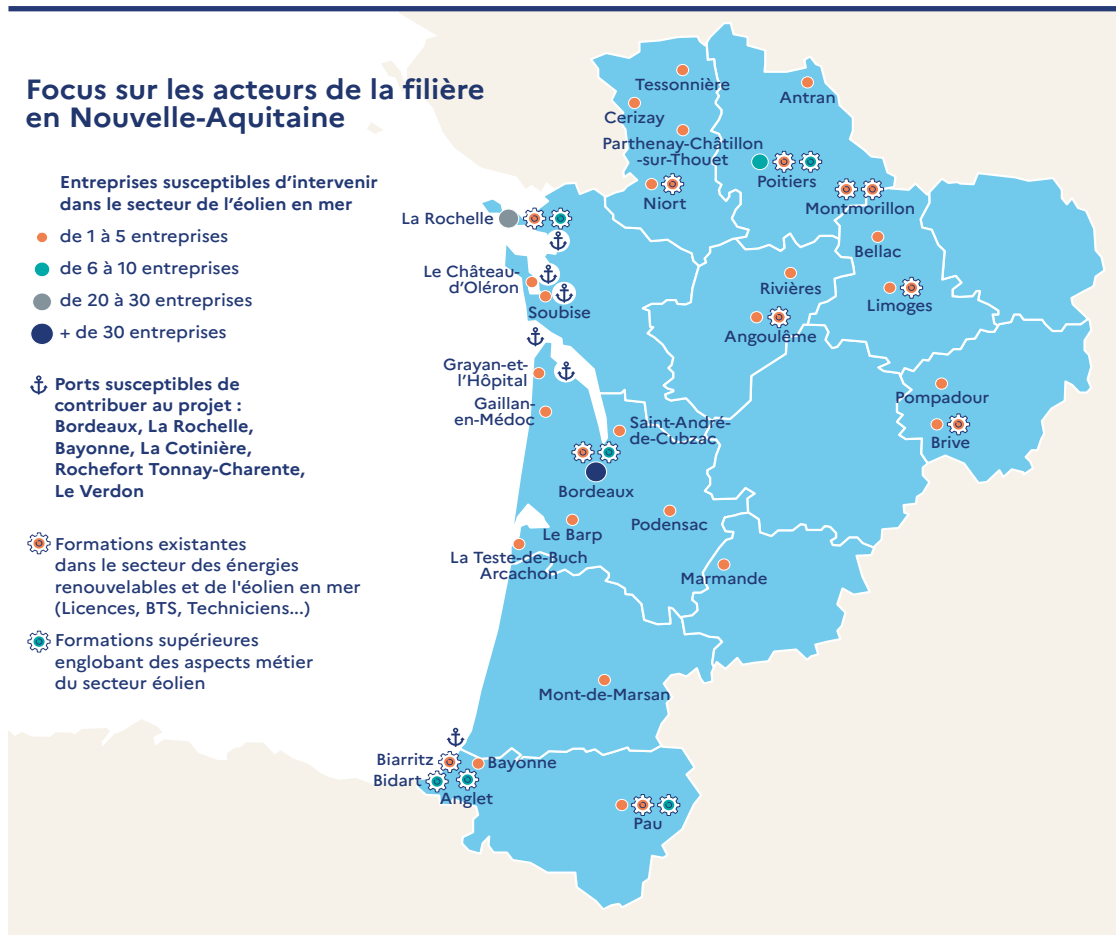 Focus sur les acteurs de la filière
en Nouvelle-Aquitaine
Entreprises susceptibles d’intervenir
dans le secteur de l’éolien en mer
de 1 à 5 entreprises
de 6 à 10 entreprises
de 20 à 30 entreprises
+ de 30 entreprises
Ports susceptibles de
contribuer au projet :
Bordeaux, La Rochelle,
Bayonne, La Cotinière,
Rochefort Tonnay-Charente,
Le Verdon
Formations existantes
dans le secteur des énergies
renouvelables et de l'éolien en mer
(Licences, BTS, Techniciens...)
Formations supérieures
englobant des aspects métier
du secteur éolien
Tessonnière
Antran
Cerizay
Parthenay-Châtillon
-sur-Thouet
Poitiers
Niort
Montmorillon
La Rochelle
Bellac
Le Château-
d’Oléron
Rivières
Limoges
Soubise
Angoulême
Grayan-et-
l’Hôpital
Pompadour
Gaillan-
en-Médoc
Saint-André-
de-Cubzac
Brive
Bordeaux
Podensac
Le Barp
La Teste-de-Buch
Arcachon
Marmande
Mont-de-Marsan
Biarritz
Bayonne
Bidart
Anglet
Pau